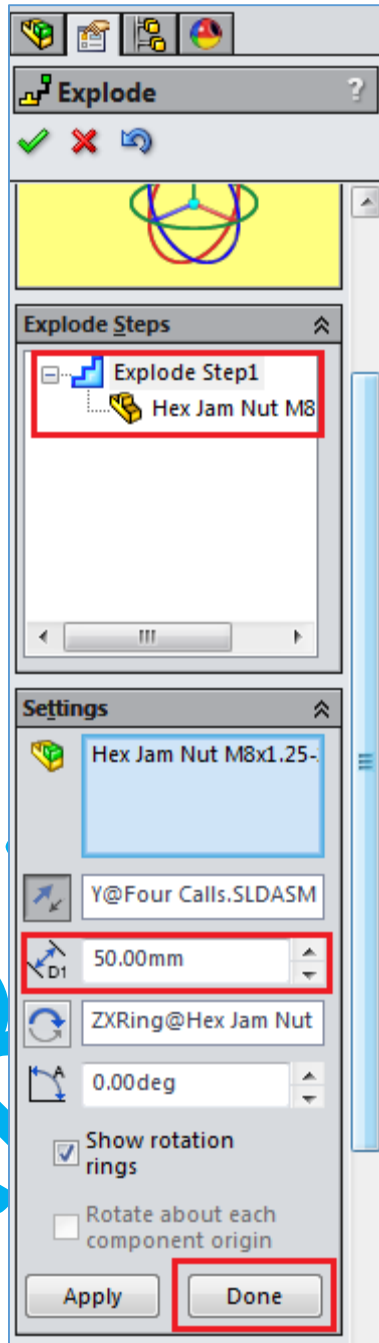 Explode ?
Explode Steps
Explode Step1
Hex Jam Nut M8
Settings
Hex Jam Nut M8x1.25-
Y@Four Calls.SLDASM
D1 50.00mm
ZXRing@Hex Jam Nut
A 0.00deg
Show rotation
rings
Rotate about each
component origin
Apply Done